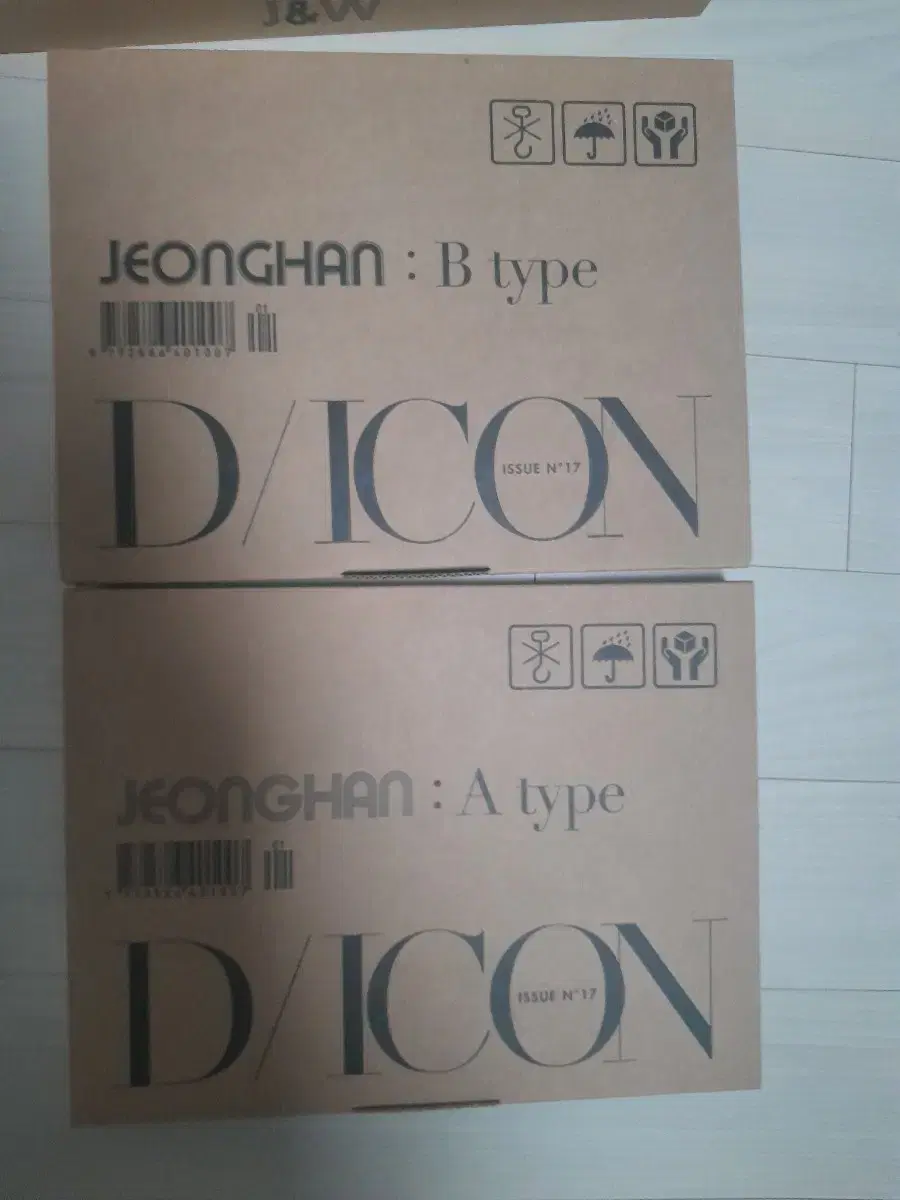 J&W
JEONGHAN : B type
D/ICON
ISSUE N°17
JEONGHAN : A type
D/ICON
ISSUE N°17